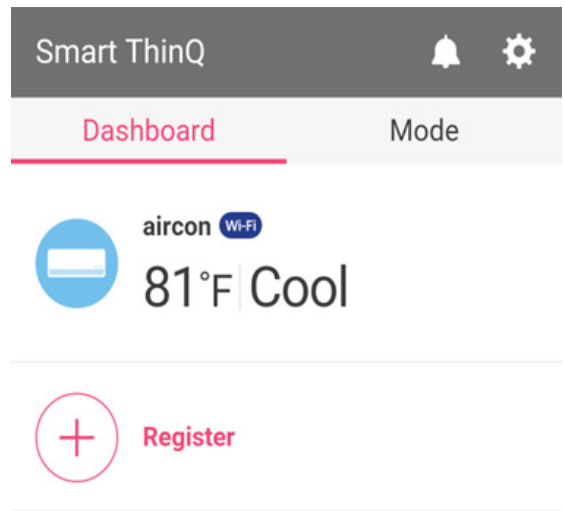 Smart ThinQ
Dashboard Mode
aircon Wi-Fi
81°F Cool
Register